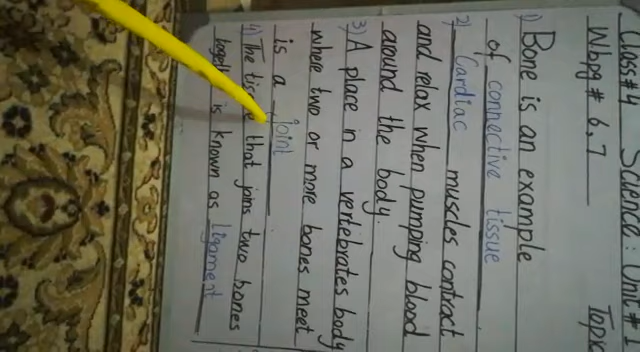 Class#4 Science: Unit #1
Wbpg # 6,7 Topic
1) Bone is an example
of connective tissue
2) Cardiac muscles contract
and relax when pumping blood
around the body.
3) A place in a vertebrates body
where two or more bones meet
is a joint
4) The tissue that joins two bones
is known as ligament